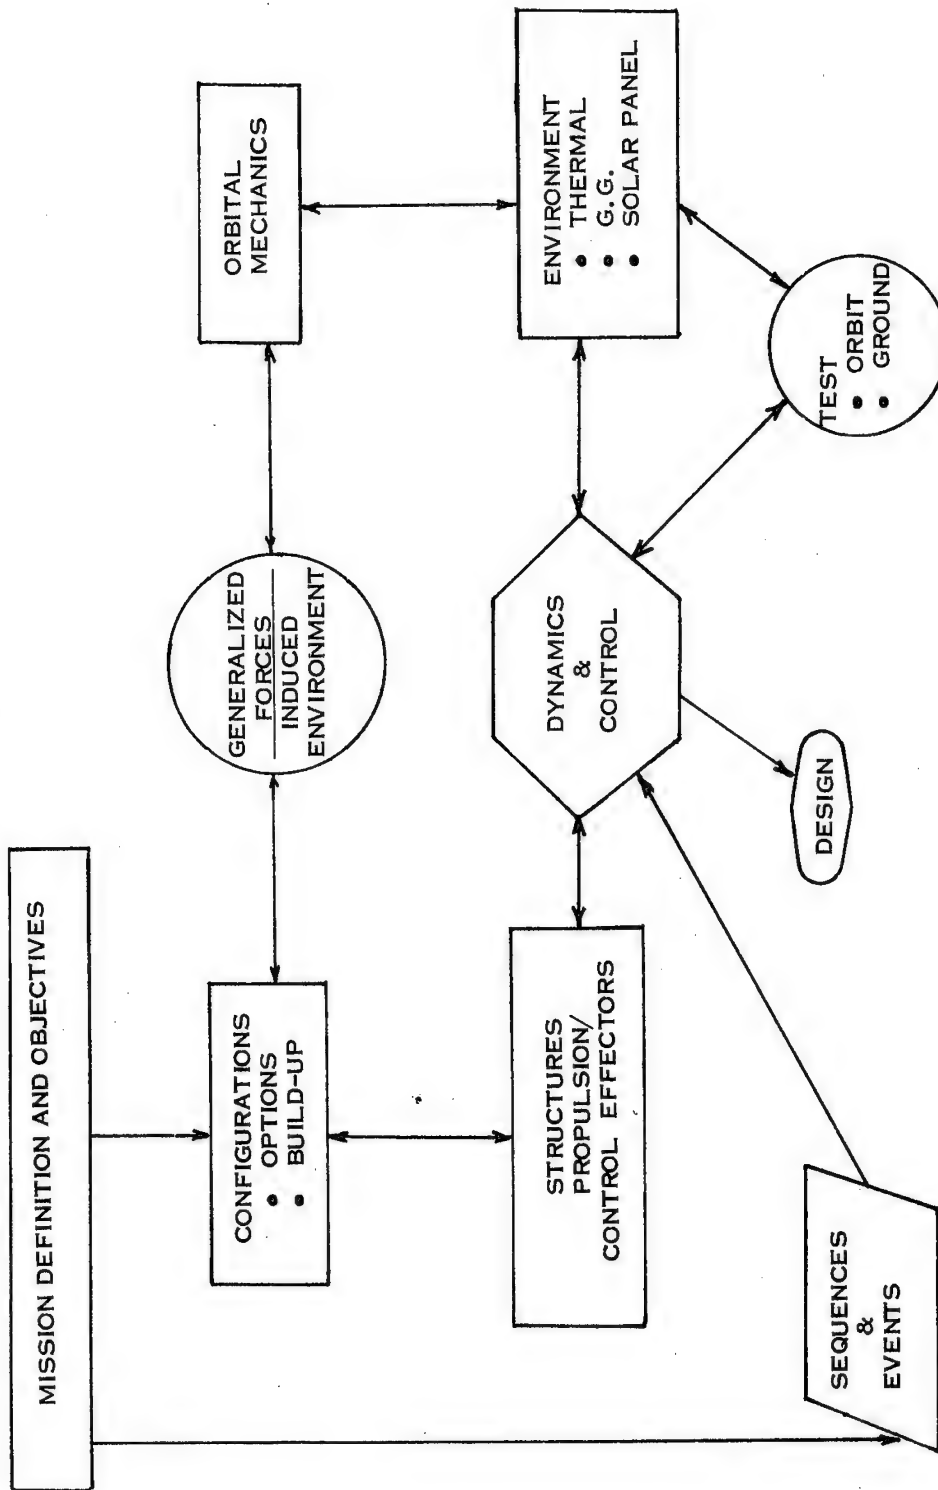 MISSION DEFINITION AND OBJECTIVES
CONFIGURATIONS
• OPTIONS
• BUILD-UP
GENERALIZED
FORCES
INDUCED
ENVIRONMENT
ORBITAL
MECHANICS
STRUCTURES
PROPULSION/
CONTROL EFFECTORS
DYNAMICS
&
CONTROL
ENVIRONMENT
• THERMAL
• G.G.
• SOLAR PANEL
SEQUENCES
&
EVENTS
DESIGN
TEST
• ORBIT
• GROUND